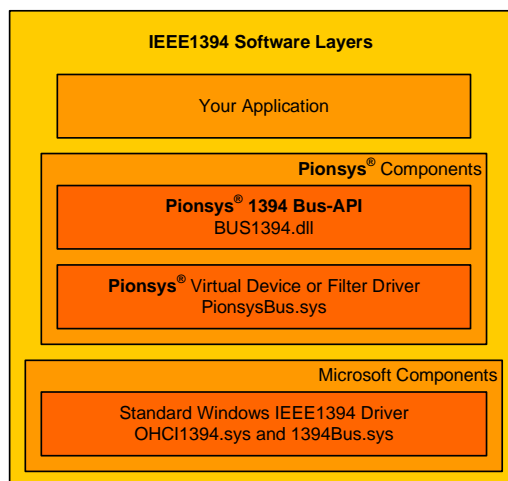 IEEE1394 Software Layers
Your Application
Pionsys® Components
Pionsys® 1394 Bus-API
BUS1394.dll
Pionsys® Virtual Device or Filter Driver
PionsysBus.sys
Microsoft Components
Standard Windows IEEE1394 Driver
OHCI1394.sys and 1394Bus.sys